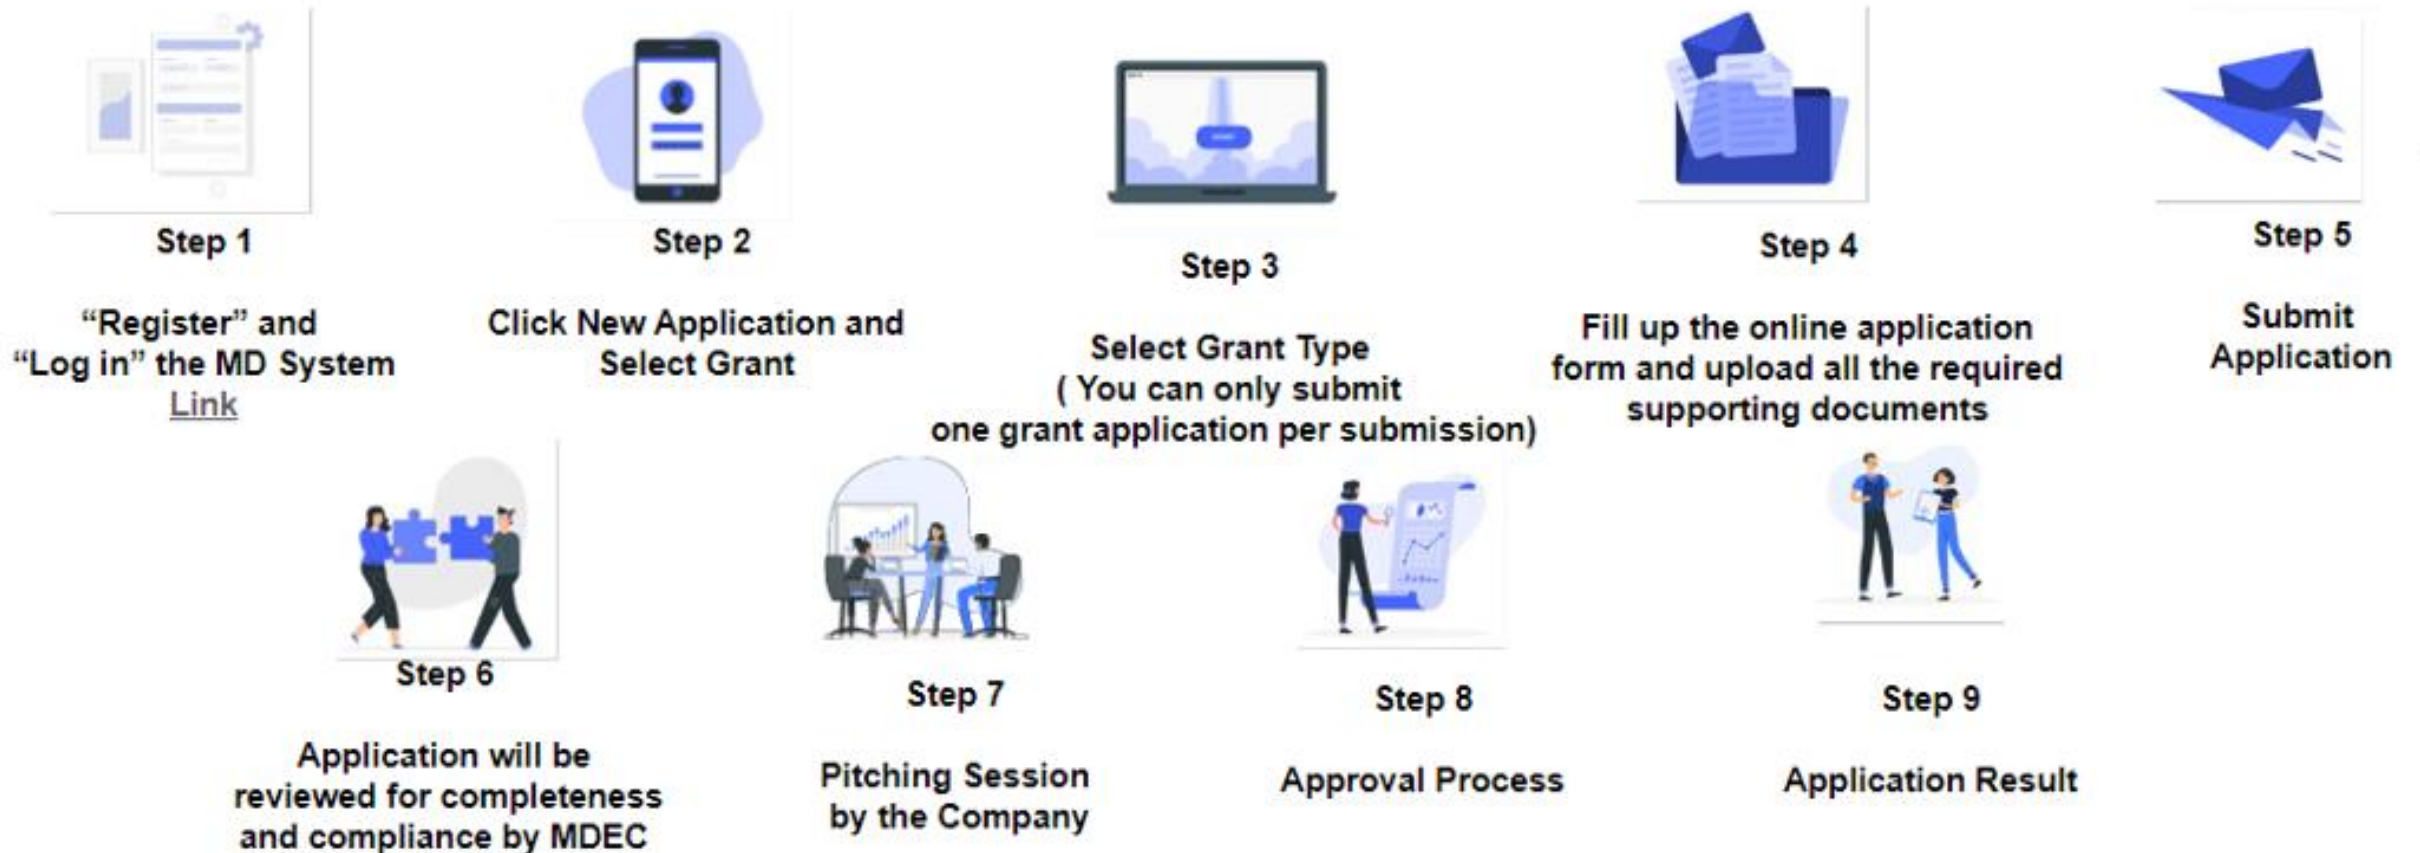 Step 1
“Register” and
“Log in” the MD System
Link
Step 2
Click New Application and
Select Grant
Step 3
Select Grant Type
( You can only submit
one grant application per submission)
Step 4
Fill up the online application
form and upload all the required
supporting documents
Step 5
Submit
Application
Step 6
Application will be
reviewed for completeness
and compliance by MDEC
Step 7
Pitching Session
by the Company
Step 8
Approval Process
Step 9
Application Result